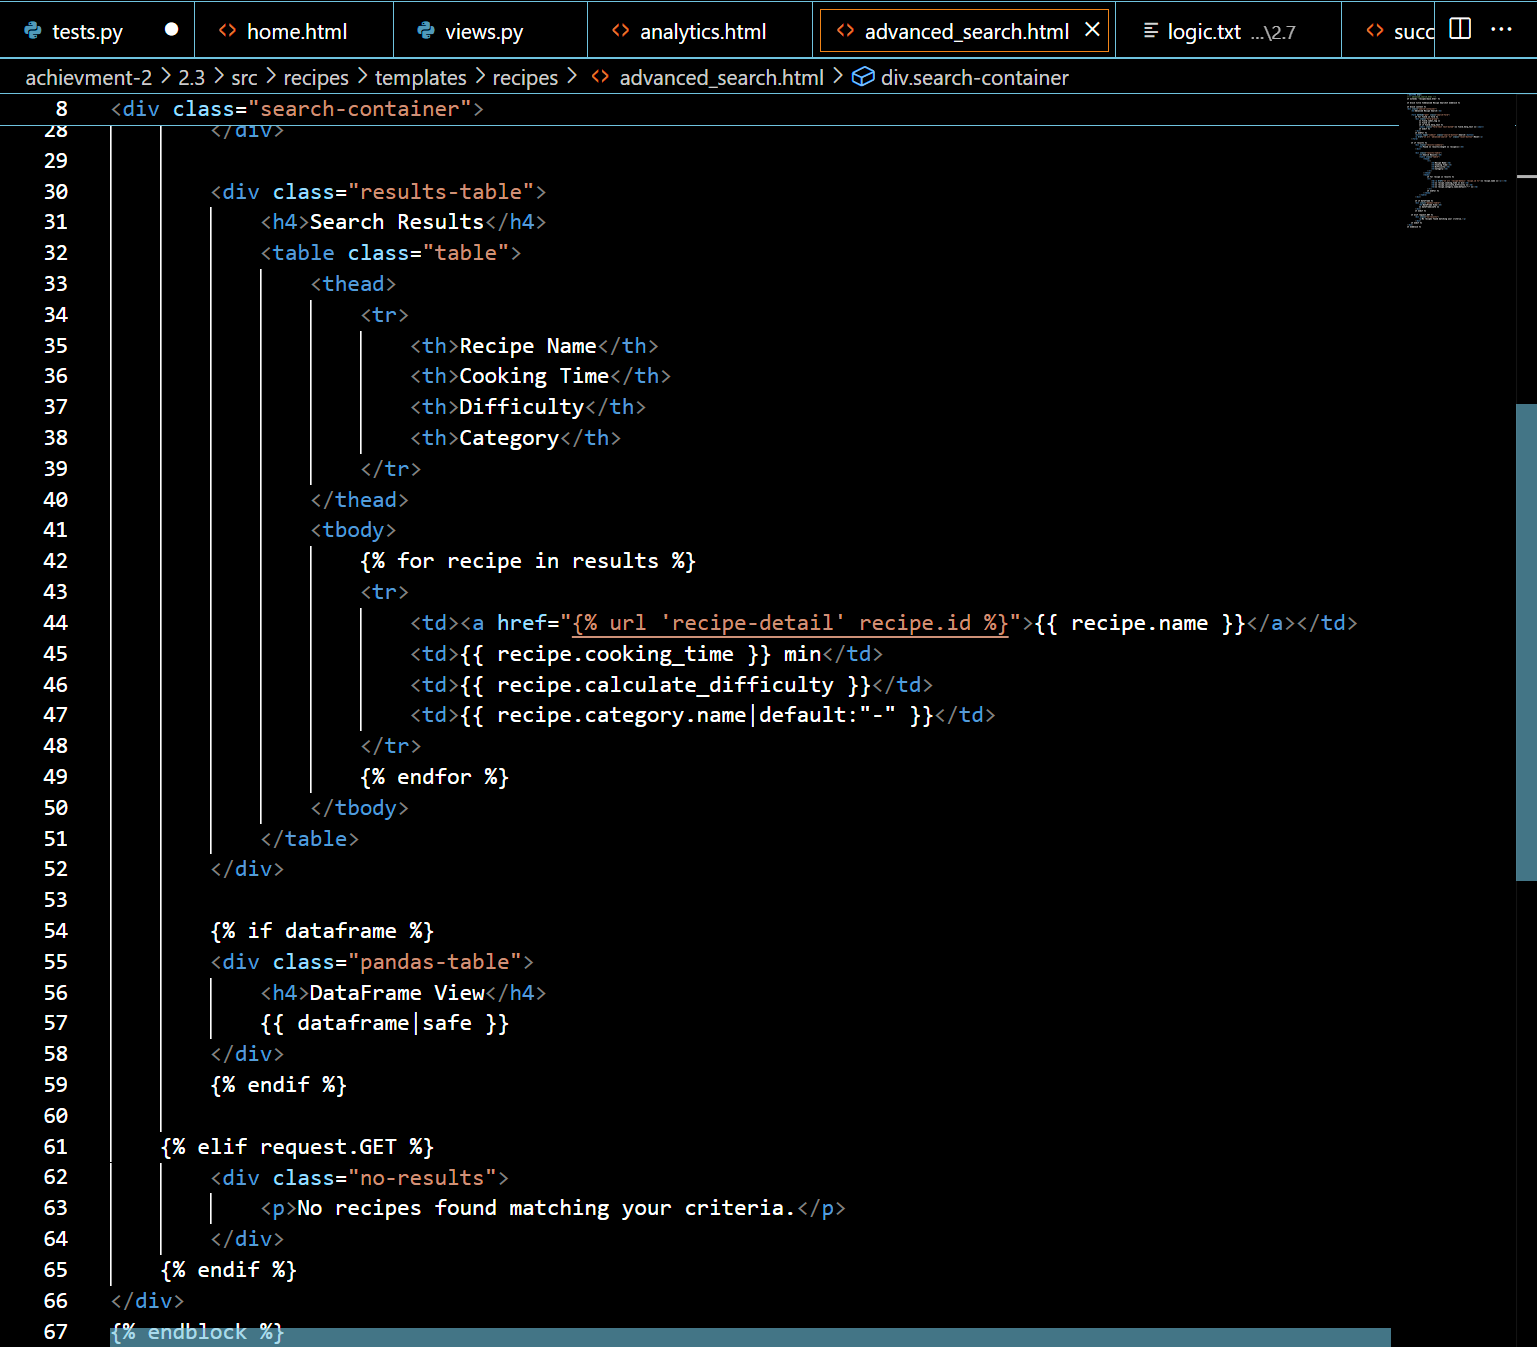 tests.py
home.html
views.py
analytics.html
advanced_search.html
logic.txt ...\2.7
succ
achievment-2 > 2.3 > src > recipes > templates > recipes > advanced_search.html > div.search-container
8 <div class="search-container">
28 </div>
29
30 <div class="results-table">
31 <h4>Search Results</h4>
32 <table class="table">
33 <thead>
34 <tr>
35 <th>Recipe Name</th>
36 <th>Cooking Time</th>
37 <th>Difficulty</th>
38 <th>Category</th>
39 </tr>
40 </thead>
41 <tbody>
42 {% for recipe in results %}
43 <tr>
44 <td><a href="{% url 'recipe-detail' recipe.id %}">{{ recipe.name }}</a></td>
45 <td>{{ recipe.cooking_time }} min</td>
46 <td>{{ recipe.calculate_difficulty }}</td>
47 <td>{{ recipe.category.name|default:"-" }}</td>
48 </tr>
49 {% endfor %}
50 </tbody>
51 </table>
52 </div>
53
54 {% if dataframe %}
55 <div class="pandas-table">
56 <h4>DataFrame View</h4>
57 {{ dataframe|safe }}
58 </div>
59 {% endif %}
60
61 {% elif request.GET %}
62 <div class="no-results">
63 <p>No recipes found matching your criteria.</p>
64 </div>
65 {% endif %}
66 </div>
67 {% endblock %}